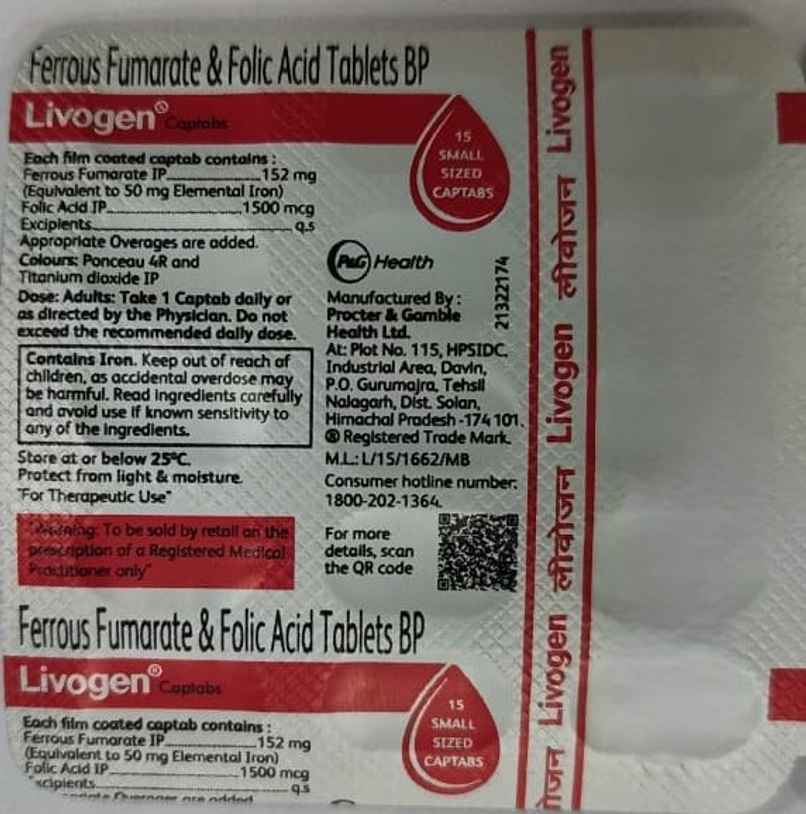 Ferrous Fumarate & Folic Acid Tablets BP
Livogen® Captabs
15
SMALL
SIZED
CAPTABS
Each film coated captab contains :
Ferrous Fumarate IP...................152 mg
(Equivalent to 50 mg Elemental Iron)
Folic Acid IP...........................1500 mcg
Excipients........................................q.s
Appropriate Overages are added.
Colours: Ponceau 4R and
Titanium dioxide IP
Dose: Adults: Take 1 Captab daily or
as directed by the Physician. Do not
exceed the recommended daily dose.
Contains Iron. Keep out of reach of
children, as accidental overdose may
be harmful. Read ingredients carefully
and avoid use if known sensitivity to
any of the ingredients.
Store at or below 25°C.
Protect from light & moisture.
"For Therapeutic Use"
"Warning: To be sold by retail on the
prescription of a Registered Medical
Practitioner only"
P&G Health
21322174
Manufactured By :
Procter & Gamble
Health Ltd.
At: Plot No. 115, HPSIDC,
Industrial Area, Davin,
P.O. Gurumajra, Tehsil
Nalagarh, Dist. Solan,
Himachal Pradesh -174 101.
® Registered Trade Mark.
M.L.: L/15/1662/MB
Consumer hotline number:
1800-202-1364.
For more
details, scan
the QR code
Ferrous Fumarate & Folic Acid Tablets BP
Livogen® Captabs
15
SMALL
SIZED
CAPTABS
Each film coated captab contains :
Ferrous Fumarate IP...................152 mg
(Equivalent to 50 mg Elemental Iron)
Folic Acid IP...........................1500 mcg
xcipients........................................q.s
Overages are added
ोजन Livogen लीवोजन Livogen लीवोजन Livogen